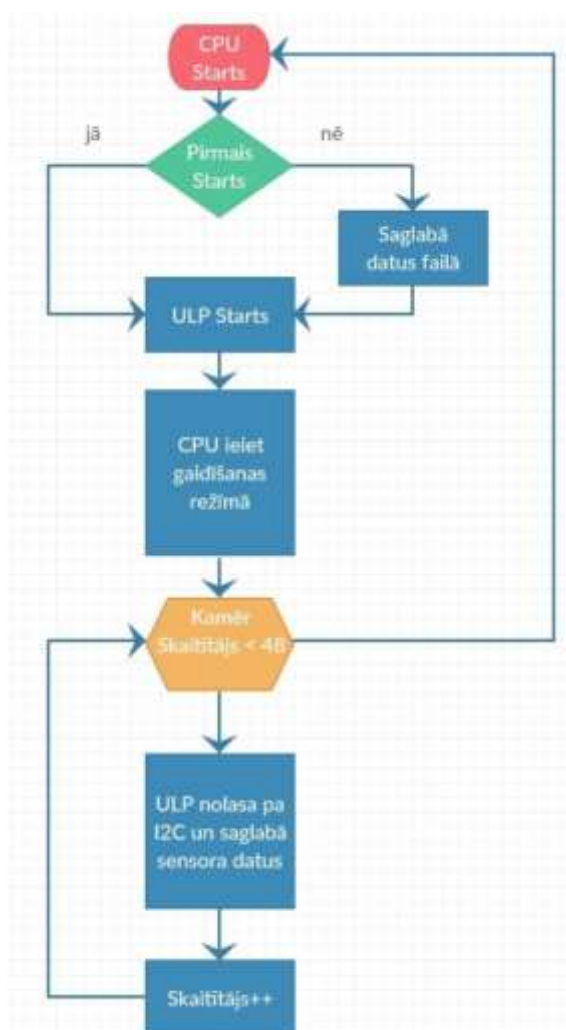 CPU
Starts
jā
nē
Pirmais
Starts
Saglabā
datus failā
ULP Starts
CPU ieiet
gaidīšanas
režīmā
Kamēr
Skaitītājs < 48
ULP nolasa pa
I2C un saglabā
sensora datus
Skaitītājs++